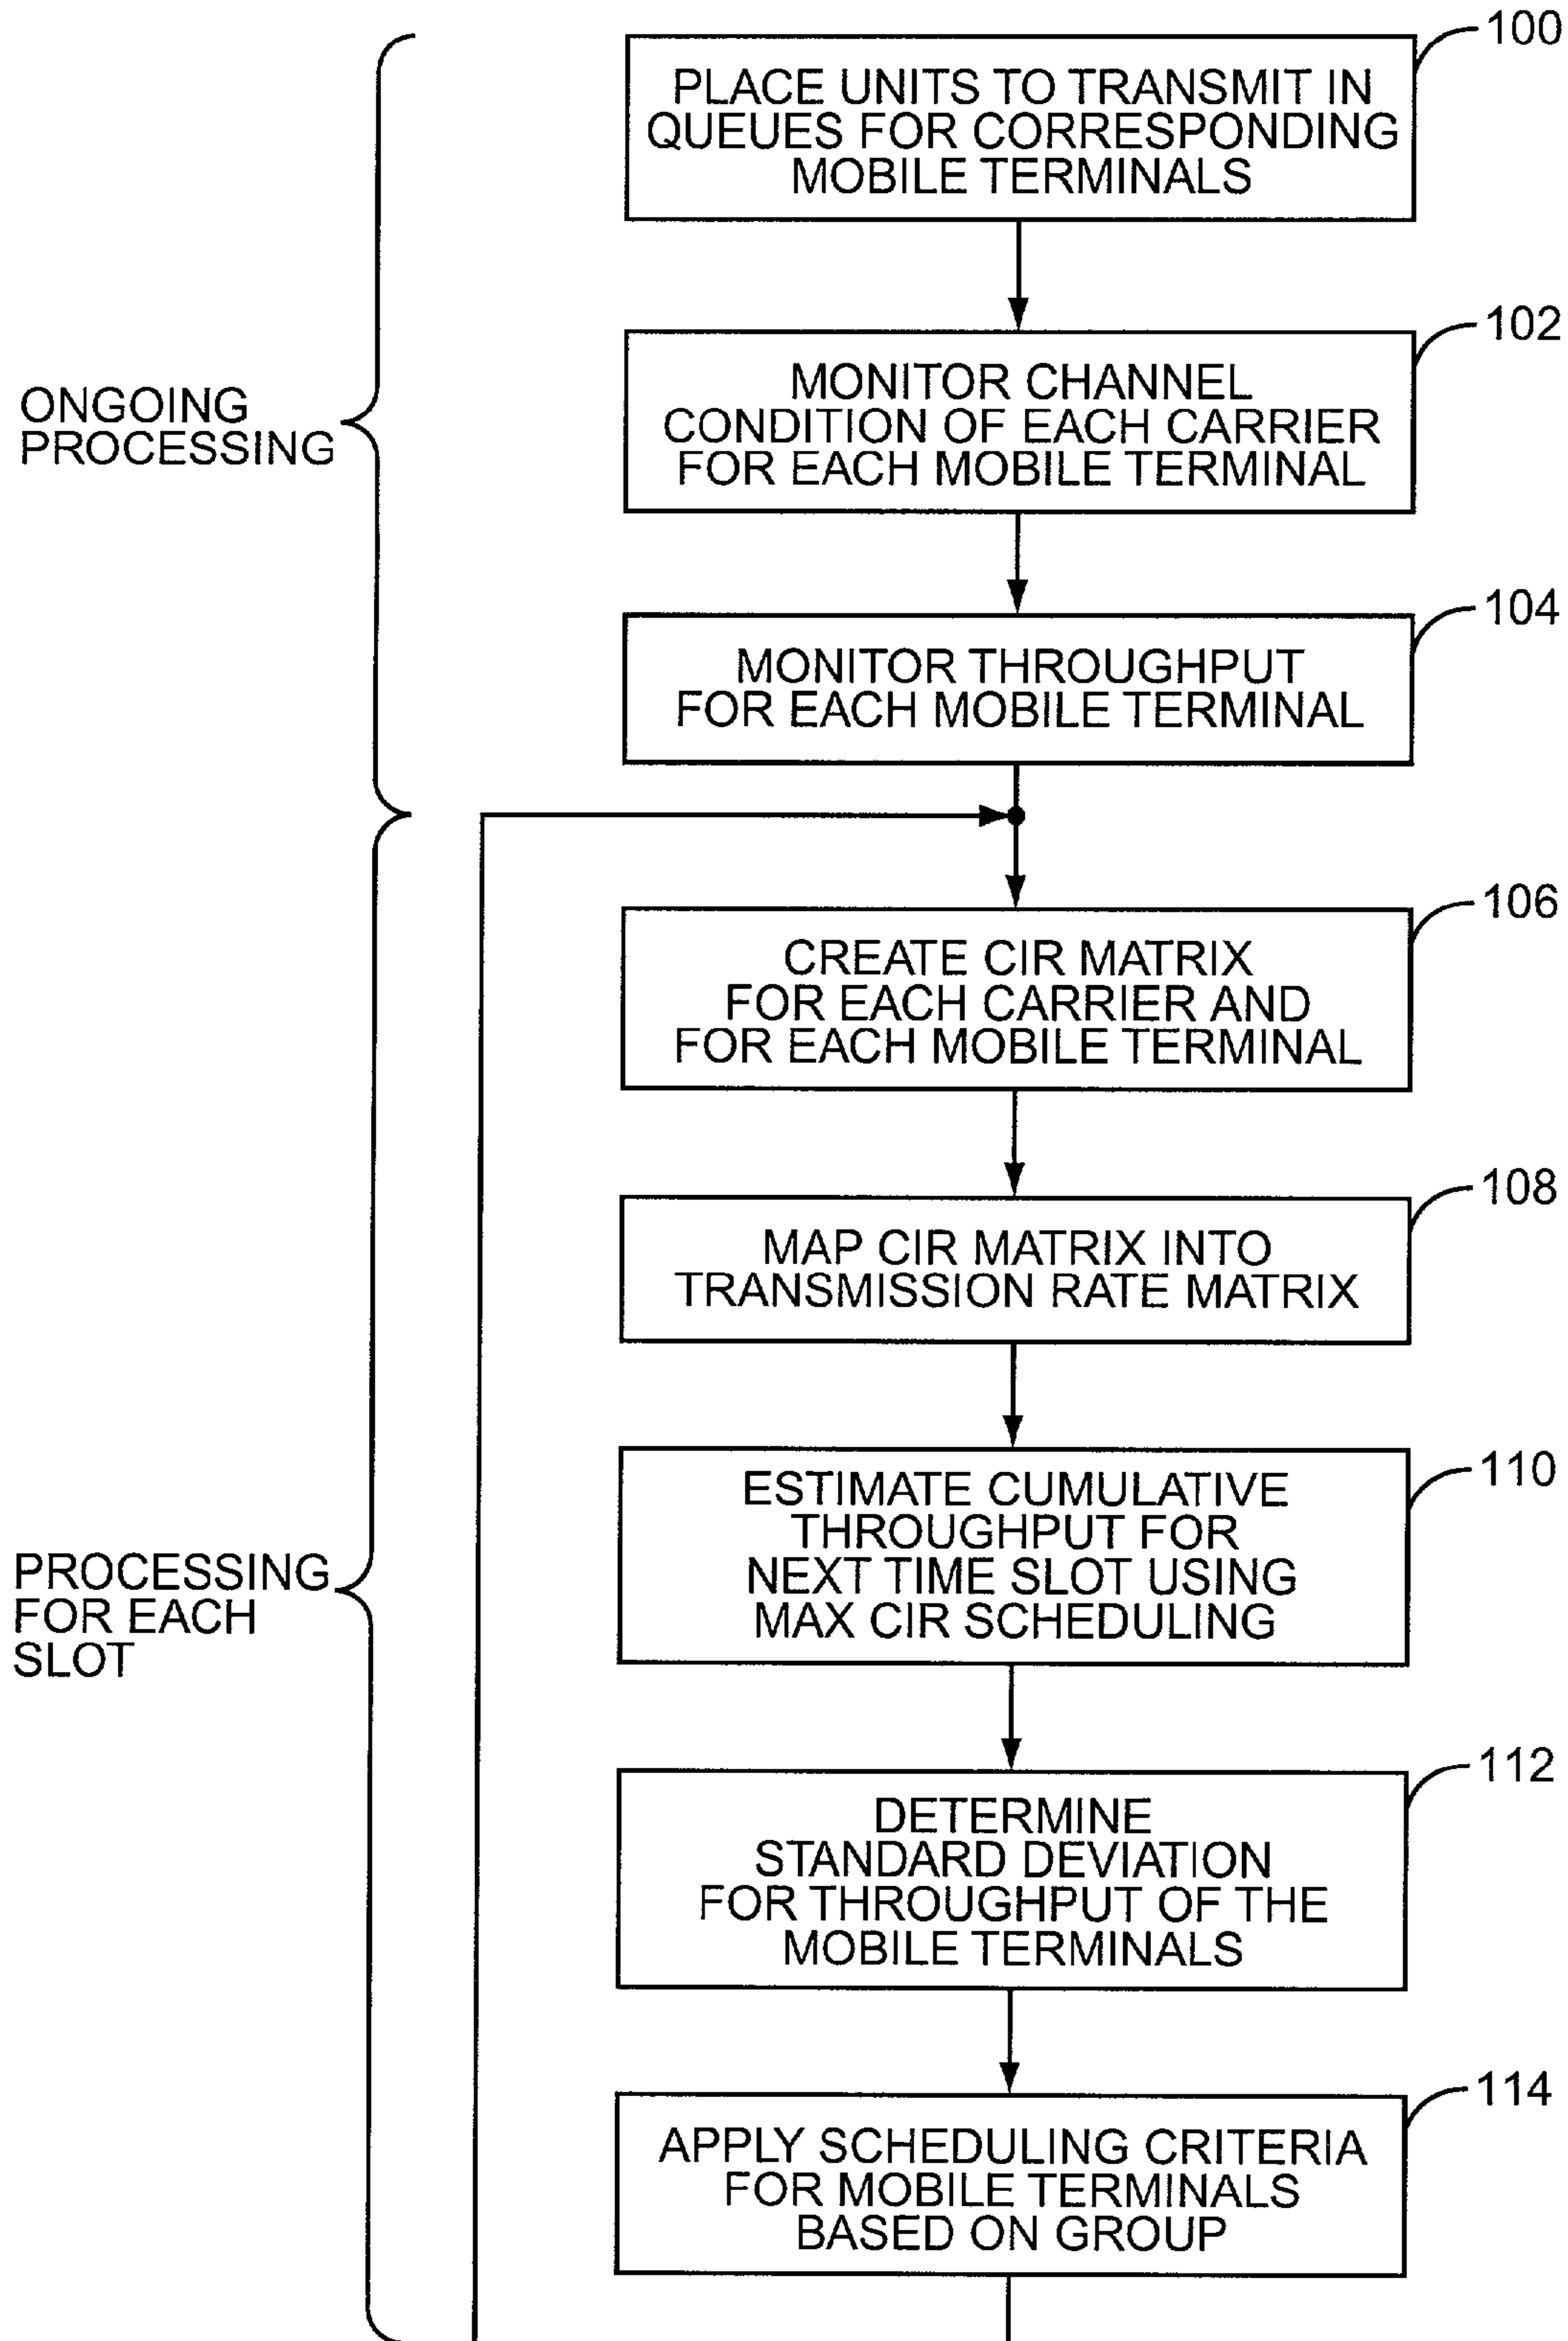 100
PLACE UNITS TO TRANSMIT IN
QUEUES FOR CORRESPONDING
MOBILE TERMINALS
102
MONITOR CHANNEL
CONDITION OF EACH CARRIER
FOR EACH MOBILE TERMINAL
ONGOING
PROCESSING
104
MONITOR THROUGHPUT
FOR EACH MOBILE TERMINAL
106
CREATE CIR MATRIX
FOR EACH CARRIER AND
FOR EACH MOBILE TERMINAL
108
MAP CIR MATRIX INTO
TRANSMISSION RATE MATRIX
110
ESTIMATE CUMULATIVE
THROUGHPUT FOR
NEXT TIME SLOT USING
MAX CIR SCHEDULING
PROCESSING
FOR EACH
SLOT
112
DETERMINE
STANDARD DEVIATION
FOR THROUGHPUT OF THE
MOBILE TERMINALS
114
APPLY SCHEDULING CRITERIA
FOR MOBILE TERMINALS
BASED ON GROUP